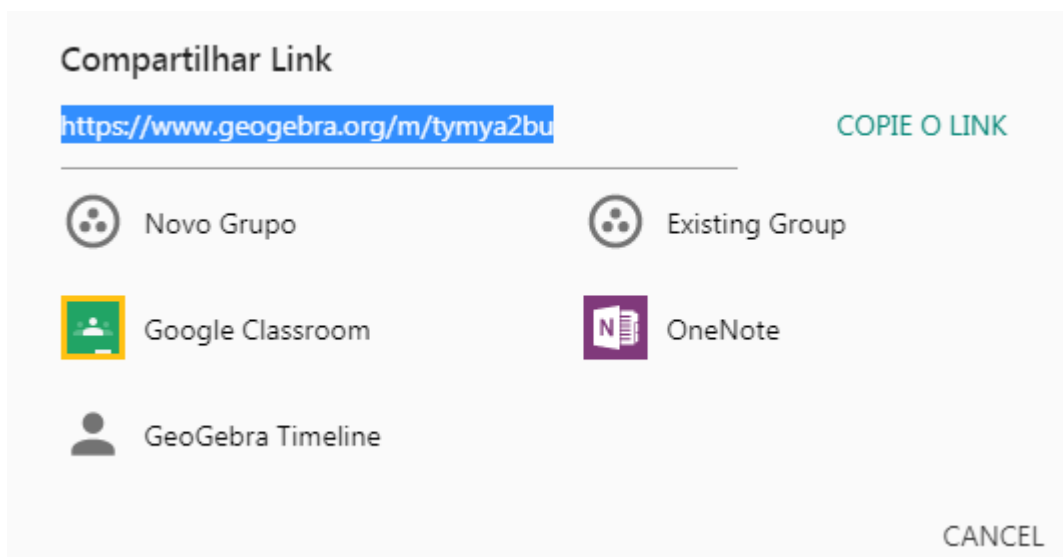 Compartilhar Link
https://www.geogebra.org/m/tymya2bu COPIE O LINK
Novo Grupo Existing Group
Google Classroom N OneNote
GeoGebra Timeline
CANCEL